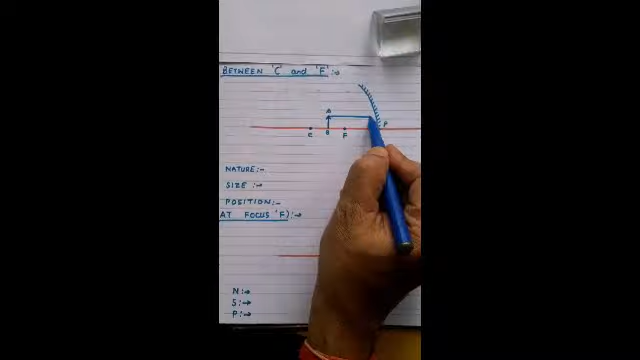 BETWEEN 'C' and 'F':→
A
P
C B F
NATURE:-
SIZE :→
POSITION:-
AT FOCUS 'F):→
N:→
S:→
P:→